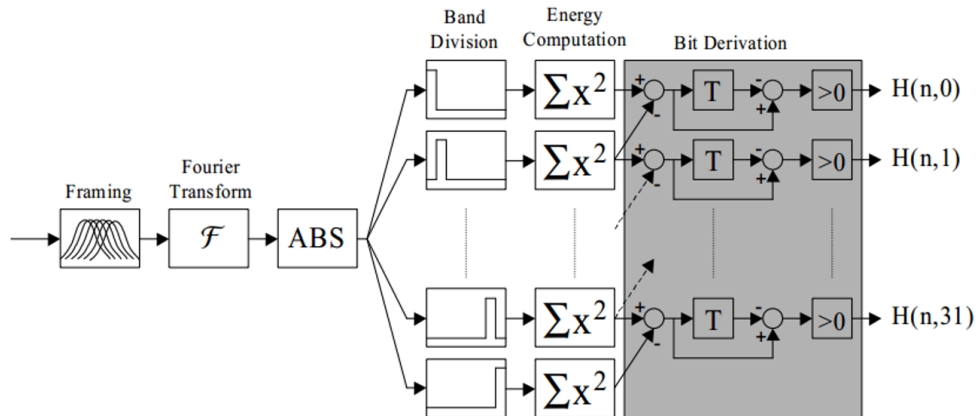 Band
Division
Energy
Computation
Bit Derivation
∑x²
+
-
T
-
+
>0
H(n,0)
∑x²
+
-
T
-
+
>0
H(n,1)
Framing
Fourier
Transform
ℱ
ABS
∑x²
+
-
T
-
+
>0
H(n,31)
∑x²